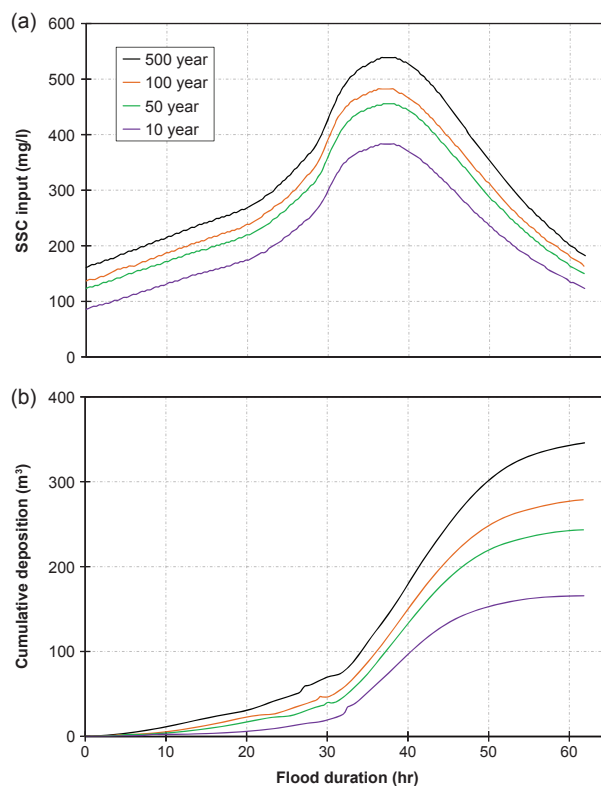 (a)
600
500
400
300
200
100
0
SSC input (mg/l)
500 year
100 year
50 year
10 year
(b)
400
300
200
100
0
Cumulative deposition (m³)
0 10 20 30 40 50 60
Flood duration (hr)